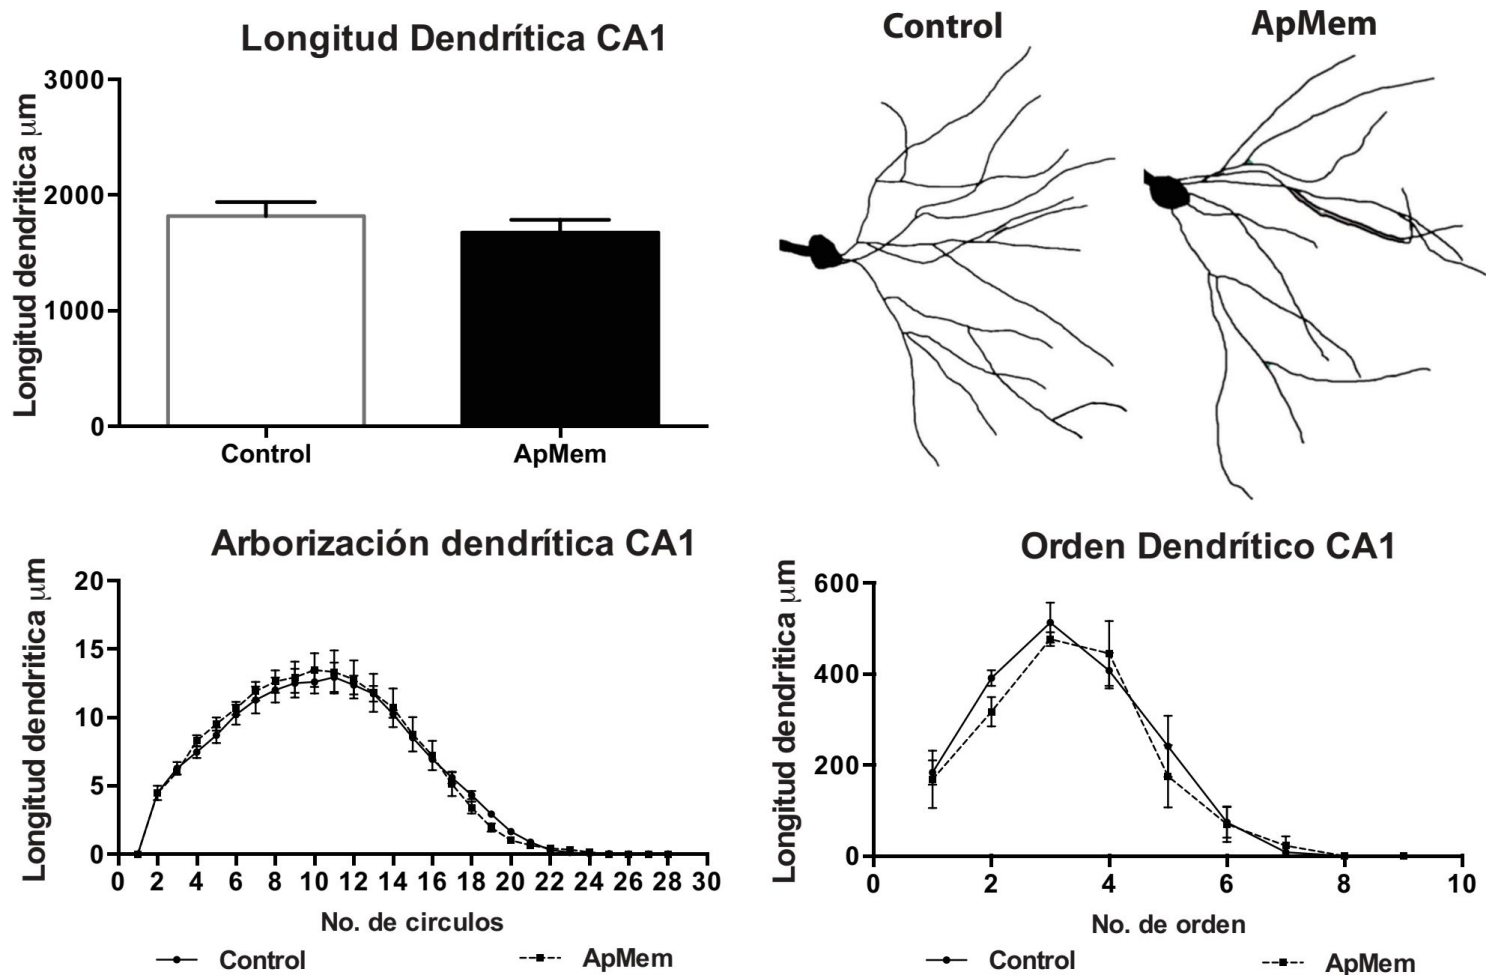 Longitud Dendrítica CA1
Longitud dendritica μm
3000
2000
1000
0
Control
ApMem
Control
ApMem
Arborización dendrítica CA1
Longitud dendritica μm
20
15
10
5
0
0 2 4 6 8 10 12 14 16 18 20 22 24 26 28 30
No. de circulos
Control
ApMem
Orden Dendrítico CA1
Longitud dendritica μm
600
400
200
0
0 2 4 6 8 10
No. de orden
Control
ApMem